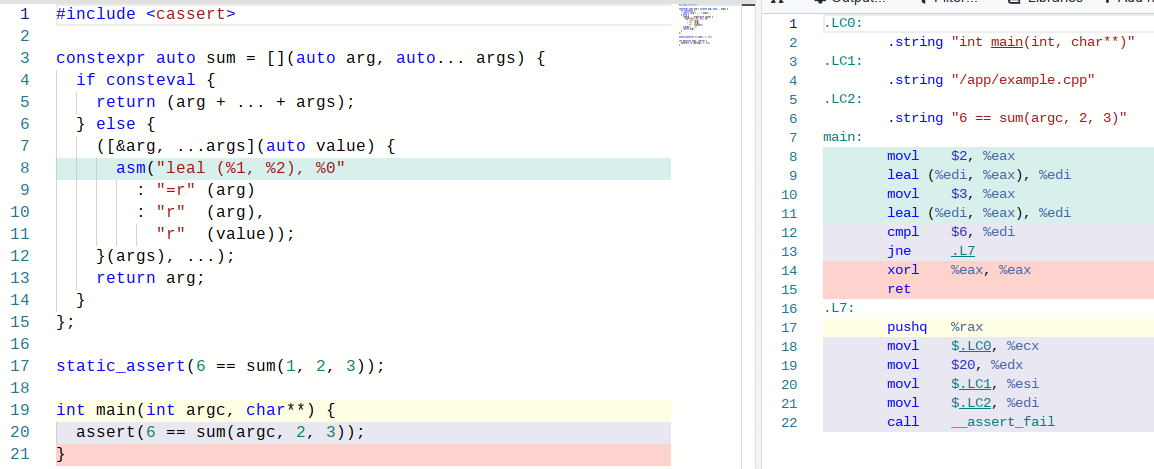 Output... Filter... Libraries Add n
1 #include <cassert>
2
3 constexpr auto sum = [](auto arg, auto... args) {
4   if consteval {
5     return (arg + ... + args);
6   } else {
7     ([&arg, ...args](auto value) {
8       asm("leal (%1, %2), %0"
9         : "=r" (arg)
10         : "r"  (arg),
11           "r"  (value));
12     }(args), ...);
13     return arg;
14   }
15 };
16
17 static_assert(6 == sum(1, 2, 3));
18
19 int main(int argc, char**) {
20   assert(6 == sum(argc, 2, 3));
21 }
1 .LC0:
2         .string "int main(int, char**)"
3 .LC1:
4         .string "/app/example.cpp"
5 .LC2:
6         .string "6 == sum(argc, 2, 3)"
7 main:
8         movl    $2, %eax
9         leal (%edi, %eax), %edi
10         movl    $3, %eax
11         leal (%edi, %eax), %edi
12         cmpl    $6, %edi
13         jne     .L7
14         xorl    %eax, %eax
15         ret
16 .L7:
17         pushq   %rax
18         movl    $.LC0, %ecx
19         movl    $20, %edx
20         movl    $.LC1, %esi
21         movl    $.LC2, %edi
22         call    __assert_fail